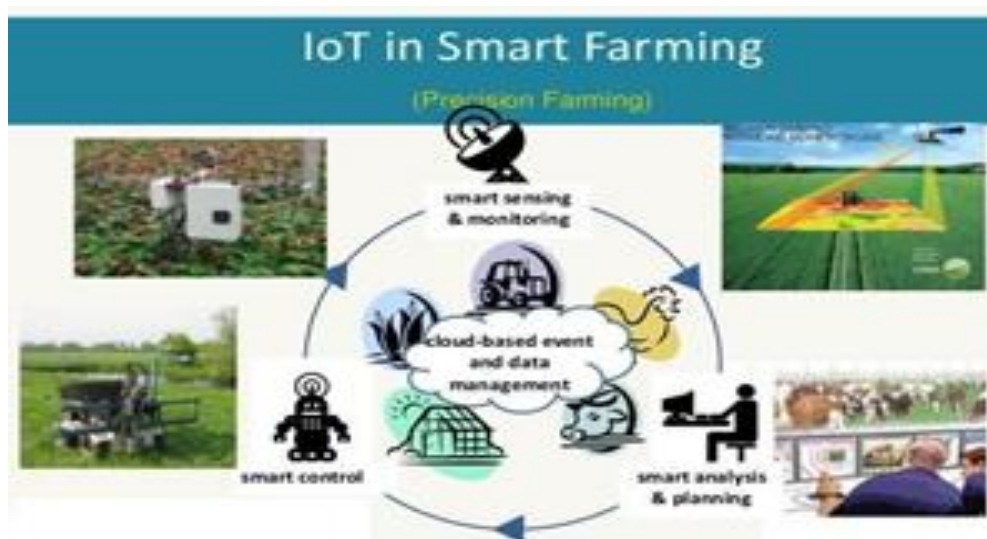 IoT in Smart Farming
(Precision Farming)
smart sensing
& monitoring
cloud-based event
and data
management
smart control
smart analysis
& planning